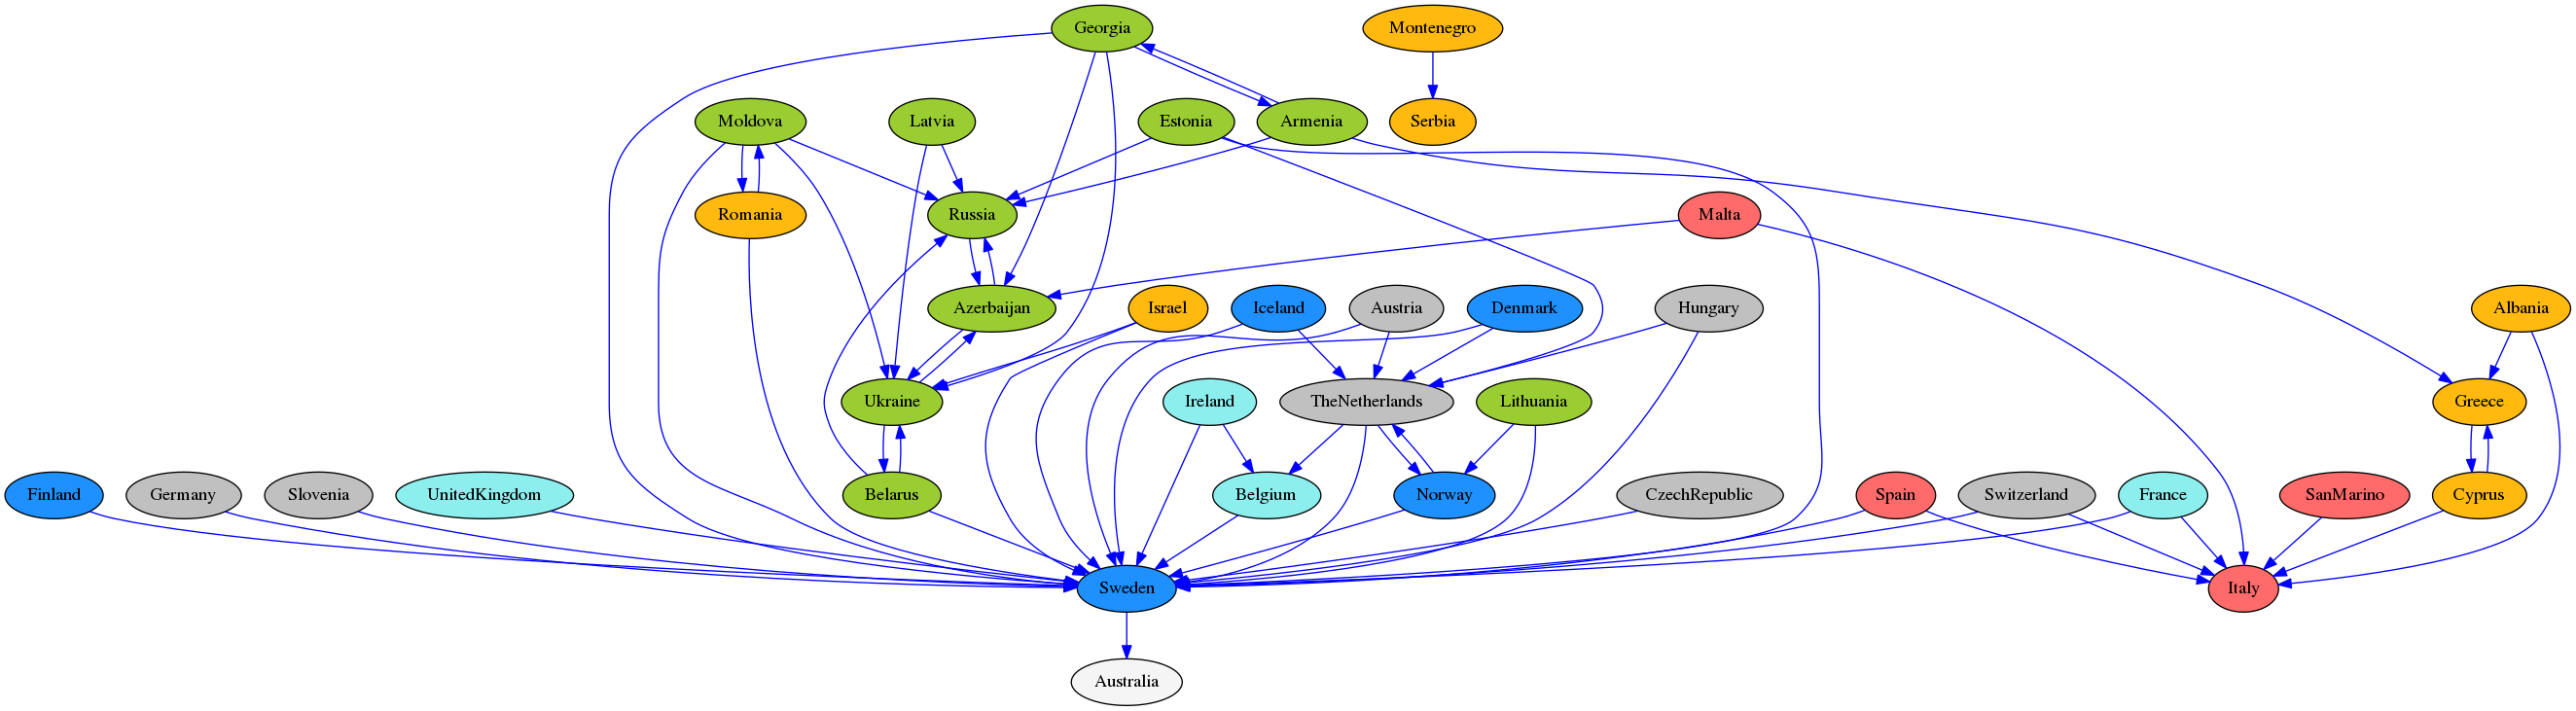 Georgia
Montenegro
Moldova
Latvia
Estonia
Armenia
Serbia
Romania
Russia
Malta
Azerbaijan
Israel
Iceland
Austria
Denmark
Hungary
Albania
Ukraine
Ireland
TheNetherlands
Lithuania
Greece
Finland
Germany
Slovenia
UnitedKingdom
Belarus
Belgium
Norway
CzechRepublic
Spain
Switzerland
France
SanMarino
Cyprus
Sweden
Italy
Australia